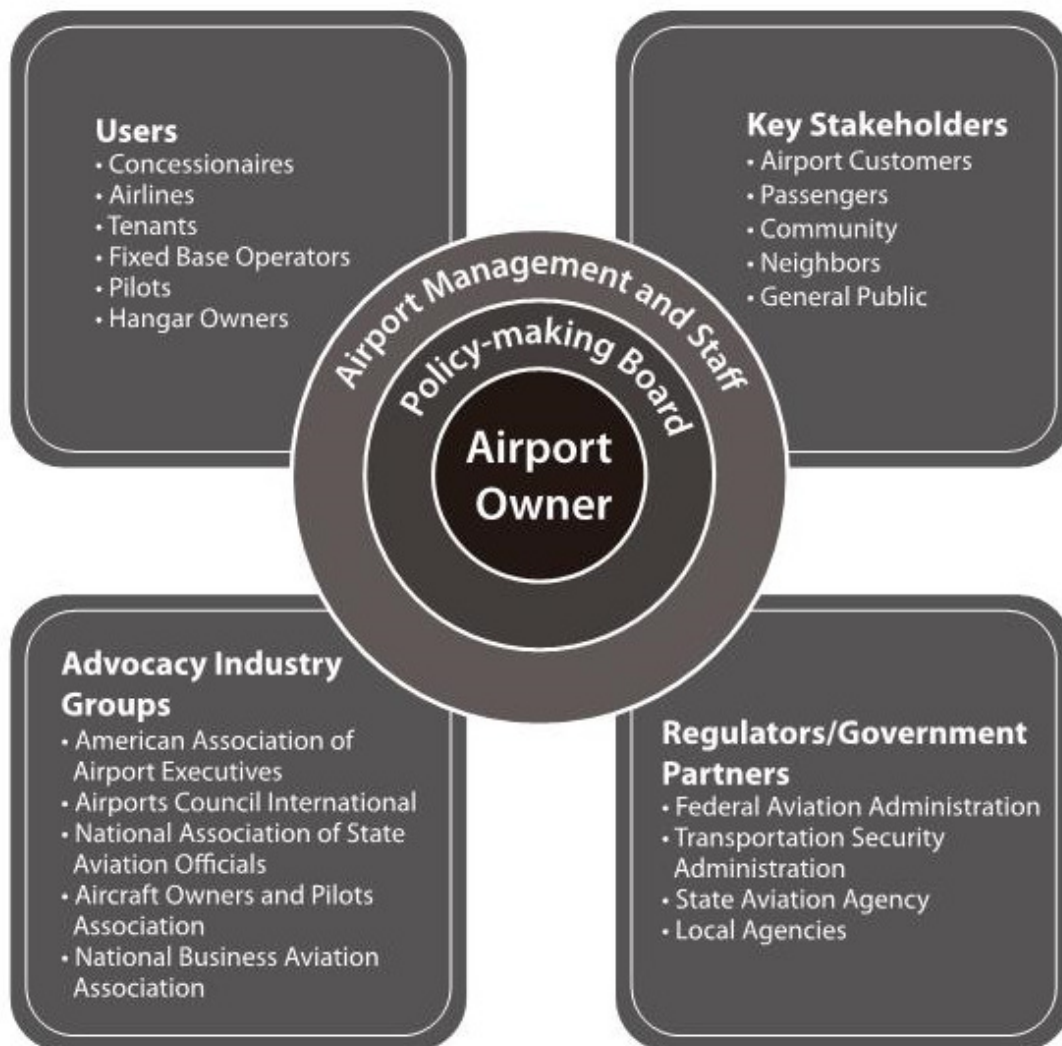 Users
• Concessionaires
• Airlines
• Tenants
• Fixed Base Operators
• Pilots
• Hangar Owners
Key Stakeholders
• Airport Customers
• Passengers
• Community
• Neighbors
• General Public
Airport Management and Staff
Policy-making Board
Airport
Owner
Advocacy Industry
Groups
• American Association of
Airport Executives
• Airports Council International
• National Association of State
Aviation Officials
• Aircraft Owners and Pilots
Association
• National Business Aviation
Association
Regulators/Government
Partners
• Federal Aviation Administration
• Transportation Security
Administration
• State Aviation Agency
• Local Agencies